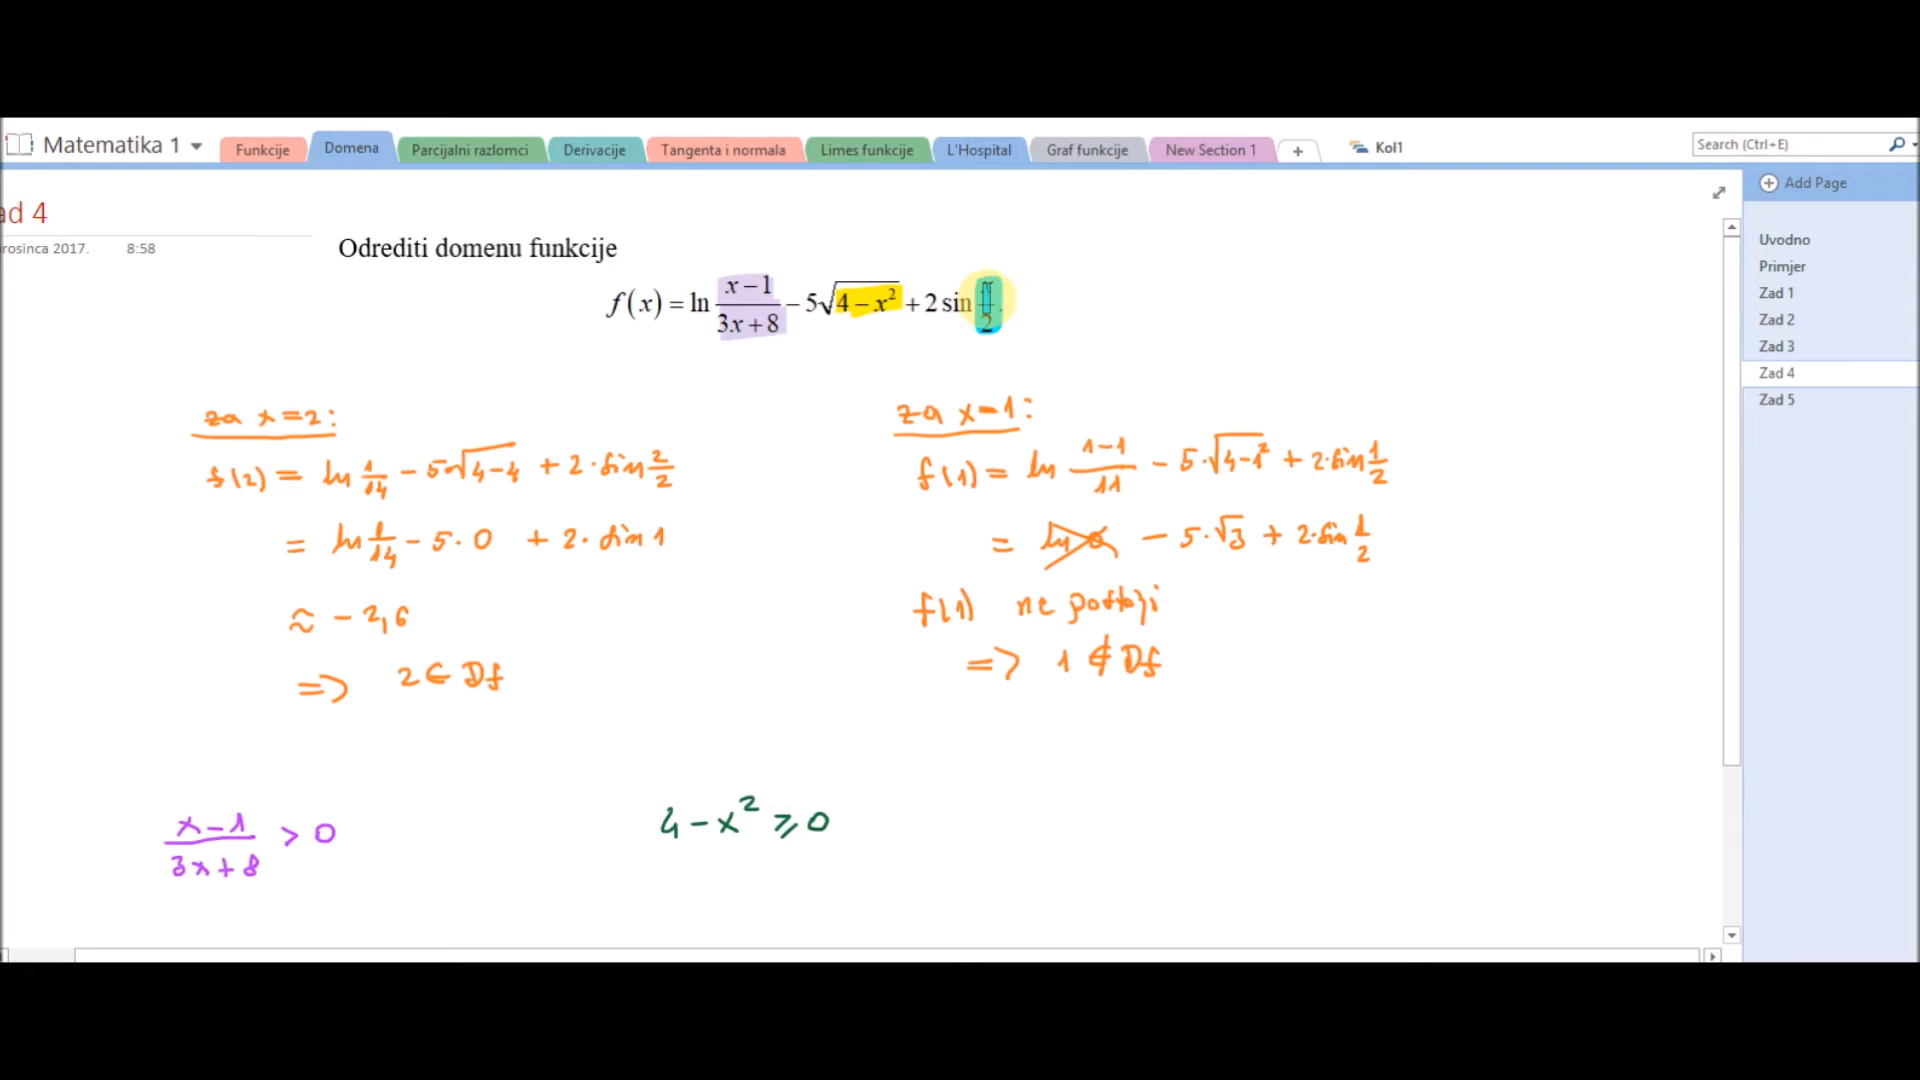 Matematika 1
Funkcije
Domena
Parcijalni razlomci
Derivacije
Tangenta i normala
Limes funkcije
L'Hospital
Graf funkcije
New Section 1
+
Kol1
Search (Ctrl+E)
Add Page
ad 4
rosinca 2017. 8:58
Uvodno
Primjer
Zad 1
Zad 2
Zad 3
Zad 4
Zad 5
Odrediti domenu funkcije
f(x) = ln (x−1)/(3x+8) − 5√(4−x²) + 2 sin x/2.
za x=2:
f(2) = ln 1/14 − 5√(4−4) + 2·sin 2/2
= ln 1/14 − 5·0 + 2·sin 1
≈ −2,6
=> 2 ∈ Df
za x=1:
f(1) = ln (1−1)/11 − 5·√(4−1²) + 2·sin 1/2
= ln 0 − 5·√3 + 2·sin 1/2
f(1) ne postoji
=> 1 ∉ Df
(x−1)/(3x+8) > 0
4−x² ≥ 0